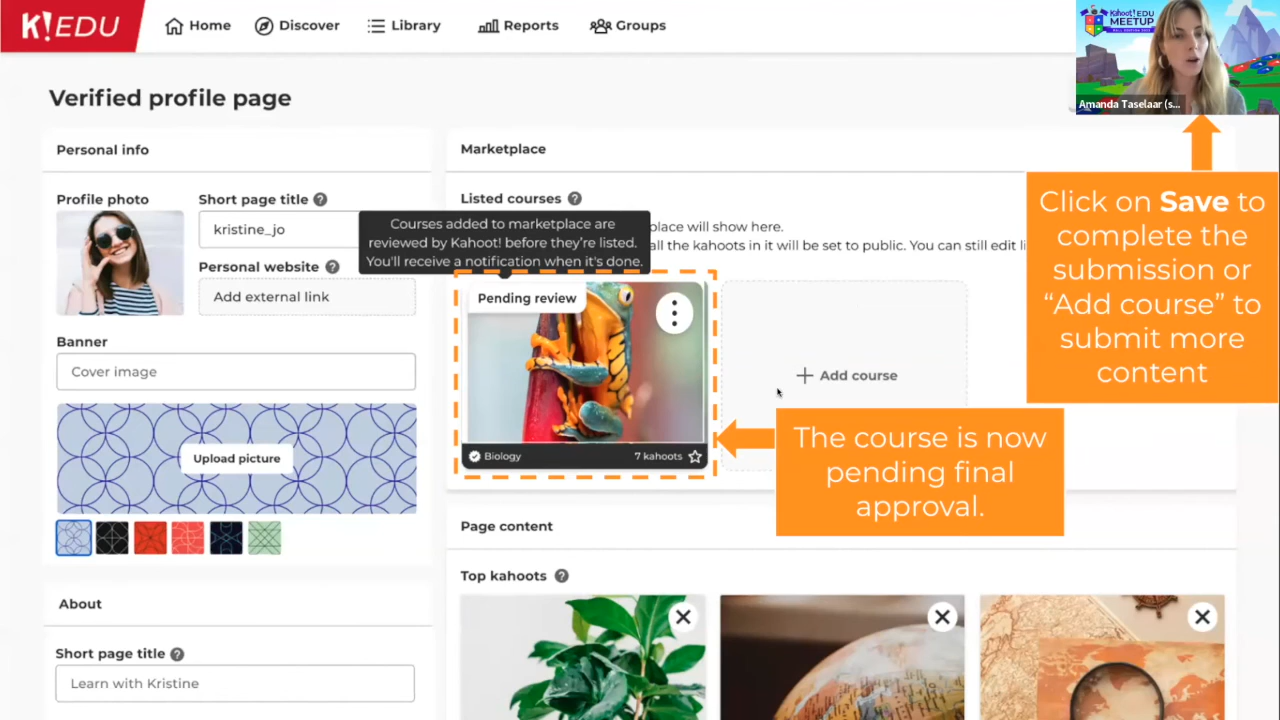 K!EDU
Home
Discover
Library
Reports
Groups
Kahoot! EDU
MEETUP
Amanda Taselaar (s...
Verified profile page
Personal info
Profile photo
Short page title ?
kristine_jo
Personal website ?
Add external link
Banner
Cover image
Upload picture
About
Short page title ?
Learn with Kristine
Marketplace
Listed courses ?
place will show here.
all the kahoots in it will be set to public. You can still edit li
Courses added to marketplace are
reviewed by Kahoot! before they're listed.
You'll receive a notification when it's done.
Pending review
Biology
7 kahoots
+ Add course
Click on Save to
complete the
submission or
“Add course” to
submit more
content
The course is now
pending final
approval.
Page content
Top kahoots ?